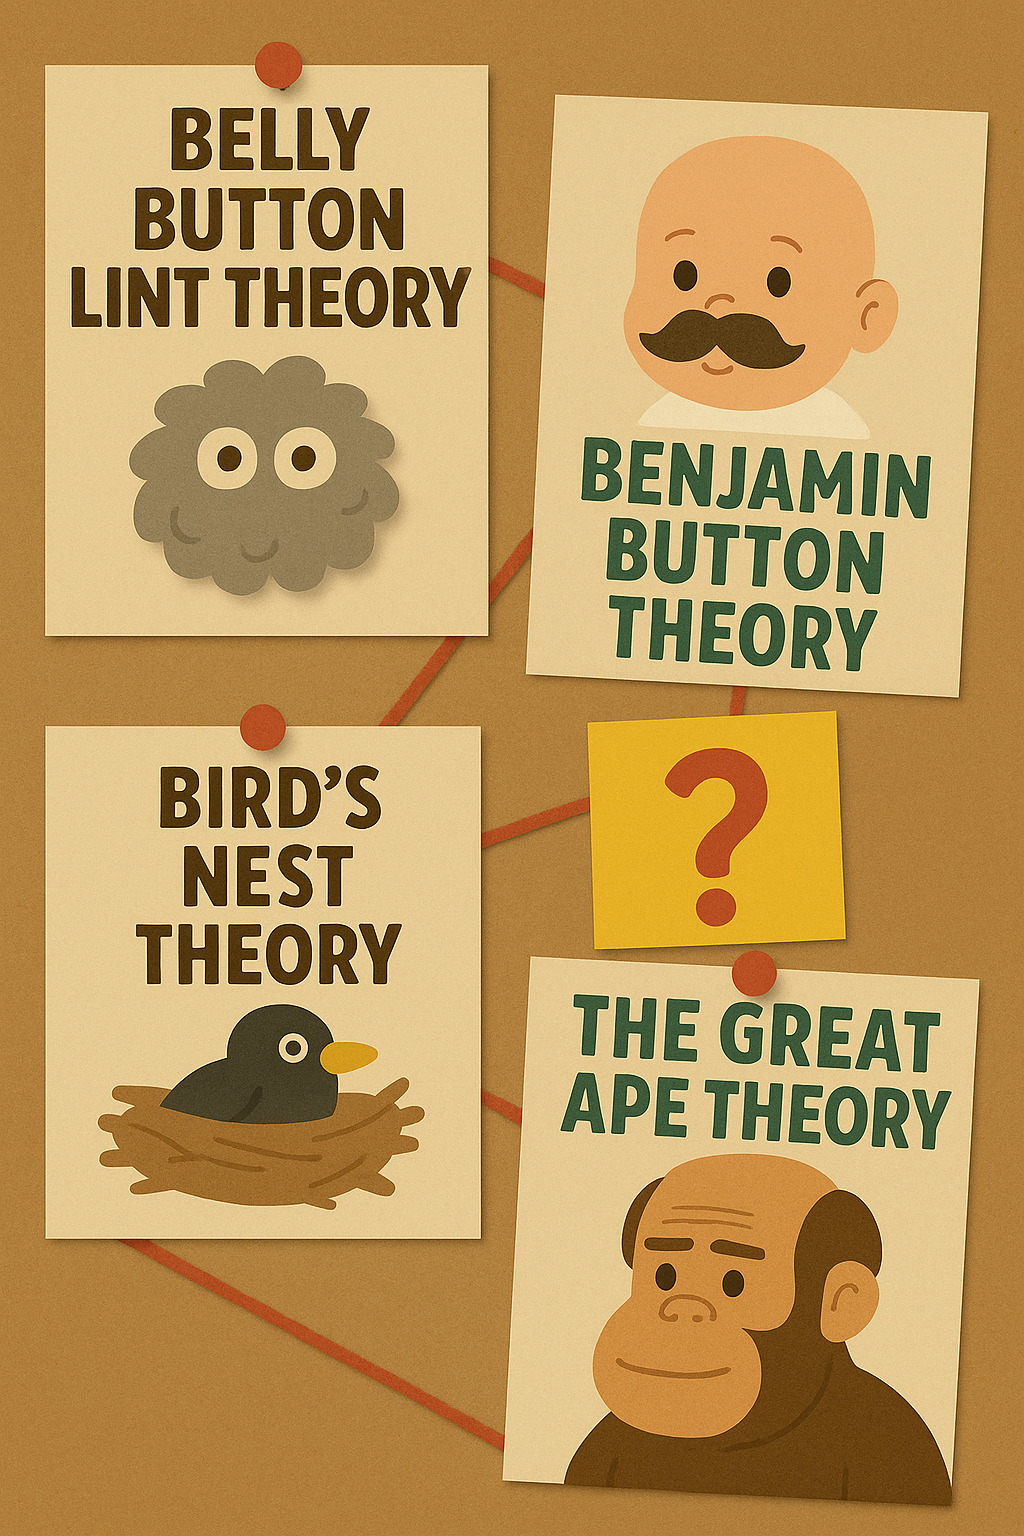 BELLY
BUTTON
LINT THEORY
BENJAMIN
BUTTON
THEORY
BIRD'S
NEST
THEORY
?
THE GREAT
APE THEORY